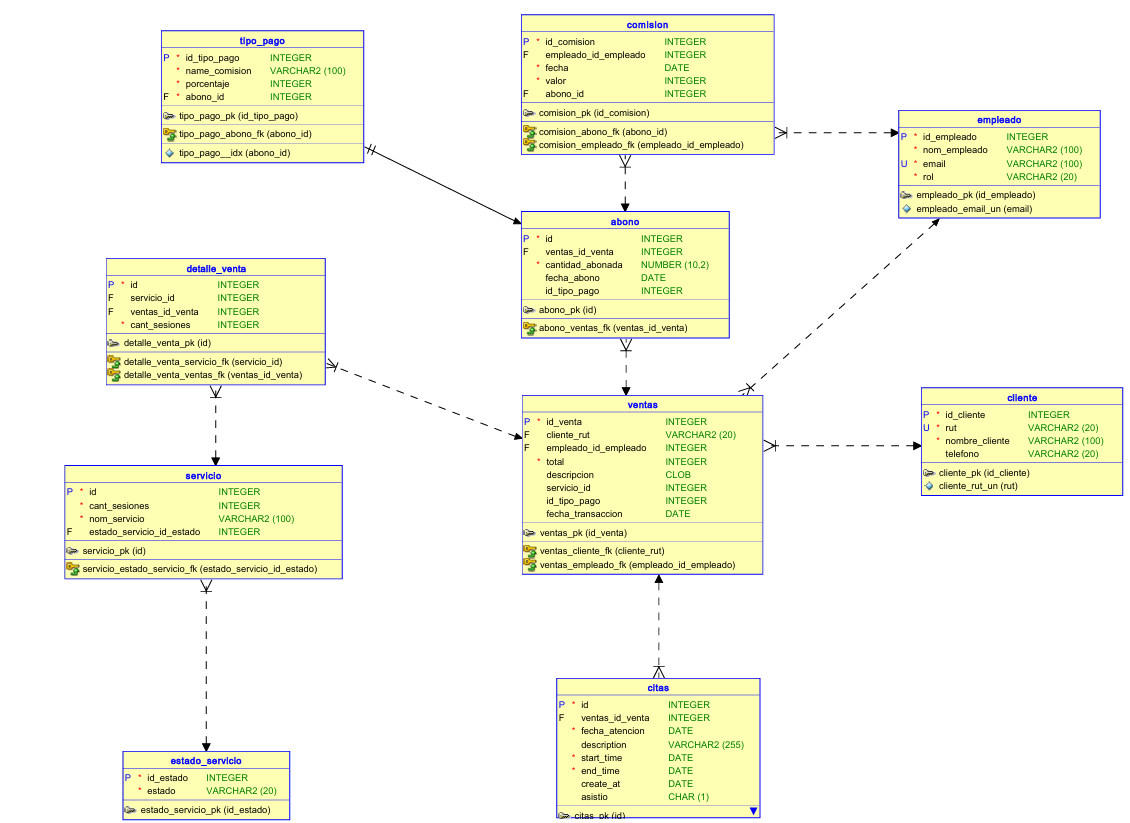 tipo_pago
P * id_tipo_pago INTEGER
* name_comision VARCHAR2 (100)
* porcentaje INTEGER
F * abono_id INTEGER
tipo_pago_pk (id_tipo_pago)
tipo_pago_abono_fk (abono_id)
tipo_pago__idx (abono_id)
comision
P * id_comision INTEGER
F empleado_id_empleado INTEGER
* fecha DATE
* valor INTEGER
F abono_id INTEGER
comision_pk (id_comision)
comision_abono_fk (abono_id)
comision_empleado_fk (empleado_id_empleado)
empleado
P * id_empleado INTEGER
* nom_empleado VARCHAR2 (100)
U * email VARCHAR2 (100)
* rol VARCHAR2 (20)
empleado_pk (id_empleado)
empleado_email_un (email)
abono
P * id INTEGER
F ventas_id_venta INTEGER
* cantidad_abonada NUMBER (10,2)
fecha_abono DATE
id_tipo_pago INTEGER
abono_pk (id)
abono_ventas_fk (ventas_id_venta)
detalle_venta
P * id INTEGER
F servicio_id INTEGER
F ventas_id_venta INTEGER
* cant_sesiones INTEGER
detalle_venta_pk (id)
detalle_venta_servicio_fk (servicio_id)
detalle_venta_ventas_fk (ventas_id_venta)
ventas
P * id_venta INTEGER
F cliente_rut VARCHAR2 (20)
F empleado_id_empleado INTEGER
* total INTEGER
descripcion CLOB
servicio_id INTEGER
id_tipo_pago INTEGER
fecha_transaccion DATE
ventas_pk (id_venta)
ventas_cliente_fk (cliente_rut)
ventas_empleado_fk (empleado_id_empleado)
cliente
P * id_cliente INTEGER
U * rut VARCHAR2 (20)
* nombre_cliente VARCHAR2 (100)
telefono VARCHAR2 (20)
cliente_pk (id_cliente)
cliente_rut_un (rut)
servicio
P * id INTEGER
* cant_sesiones INTEGER
* nom_servicio VARCHAR2 (100)
F estado_servicio_id_estado INTEGER
servicio_pk (id)
servicio_estado_servicio_fk (estado_servicio_id_estado)
citas
P * id INTEGER
F ventas_id_venta INTEGER
* fecha_atencion DATE
description VARCHAR2 (255)
* start_time DATE
* end_time DATE
create_at DATE
asistio CHAR (1)
citas_pk (id)
estado_servicio
P * id_estado INTEGER
* estado VARCHAR2 (20)
estado_servicio_pk (id_estado)